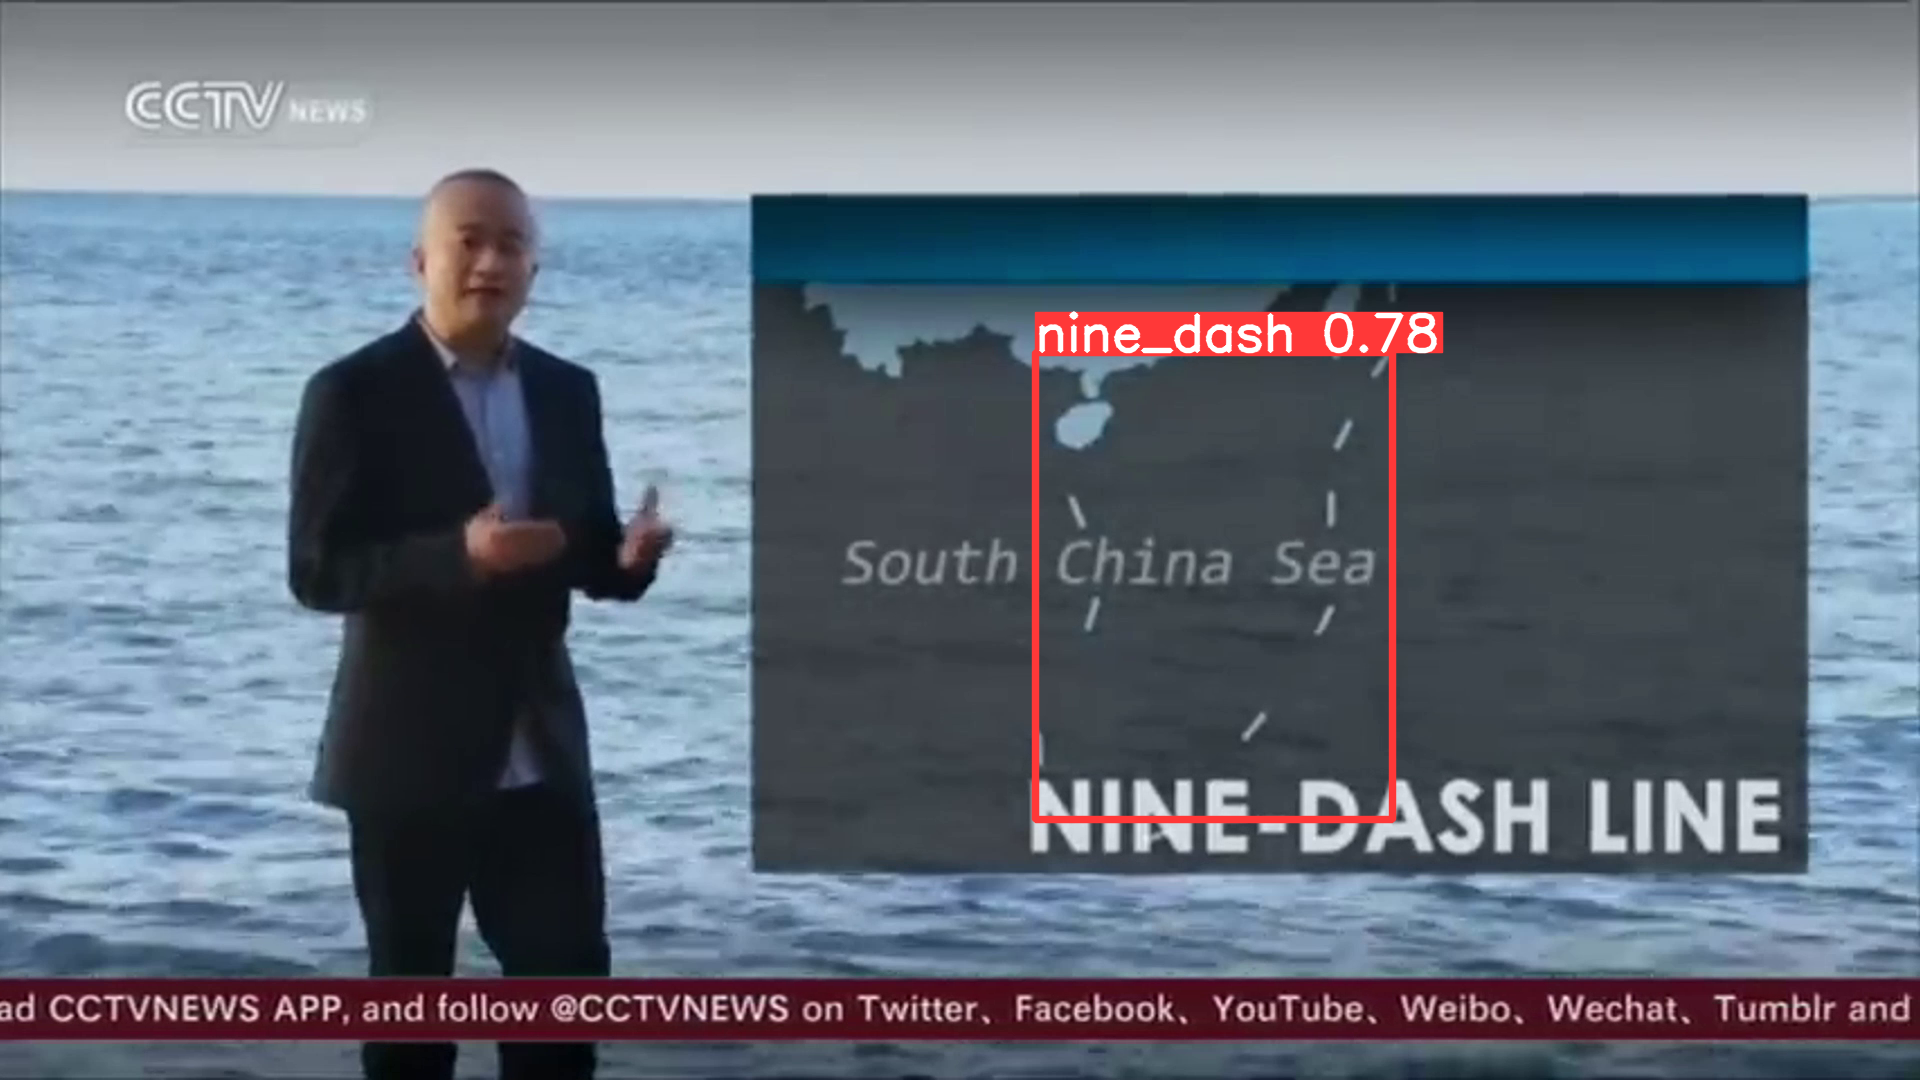 CCTV NEWS
nine_dash 0.78
South China Sea
NINE-DASH LINE
ad CCTVNEWS APP, and follow @CCTVNEWS on Twitter、Facebook、YouTube、Weibo、Wechat、Tumblr and